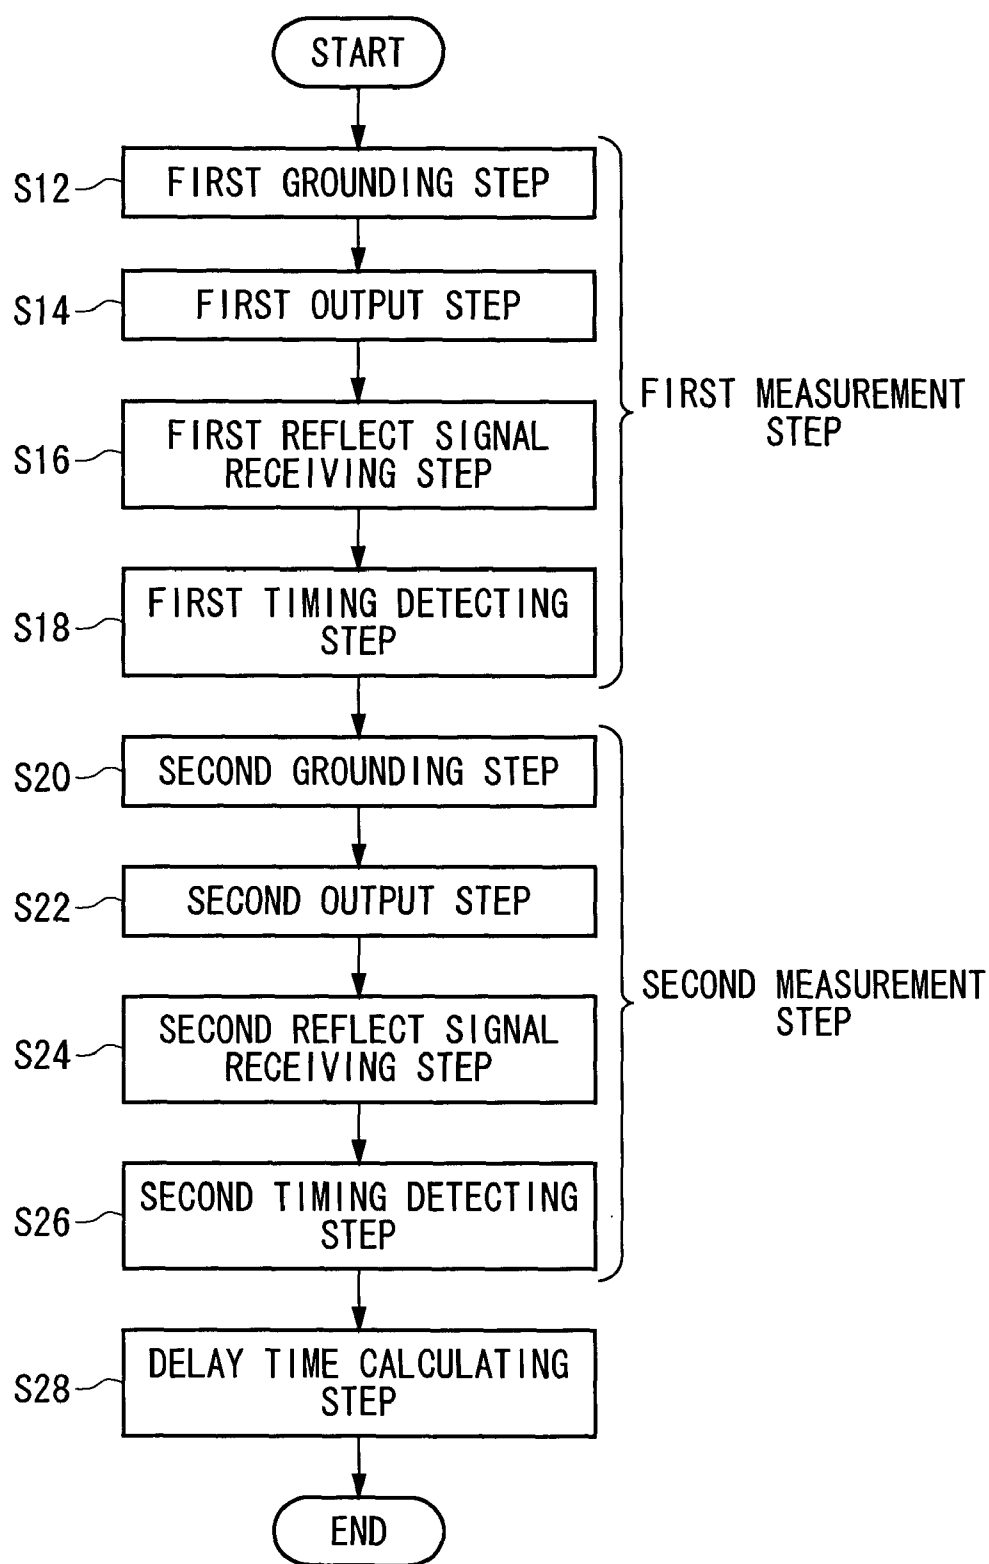 START
S12
FIRST GROUNDING STEP
S14
FIRST OUTPUT STEP
FIRST MEASUREMENT
STEP
S16
FIRST REFLECT SIGNAL
RECEIVING STEP
S18
FIRST TIMING DETECTING
STEP
S20
SECOND GROUNDING STEP
S22
SECOND OUTPUT STEP
SECOND MEASUREMENT
STEP
S24
SECOND REFLECT SIGNAL
RECEIVING STEP
S26
SECOND TIMING DETECTING
STEP
S28
DELAY TIME CALCULATING
STEP
END